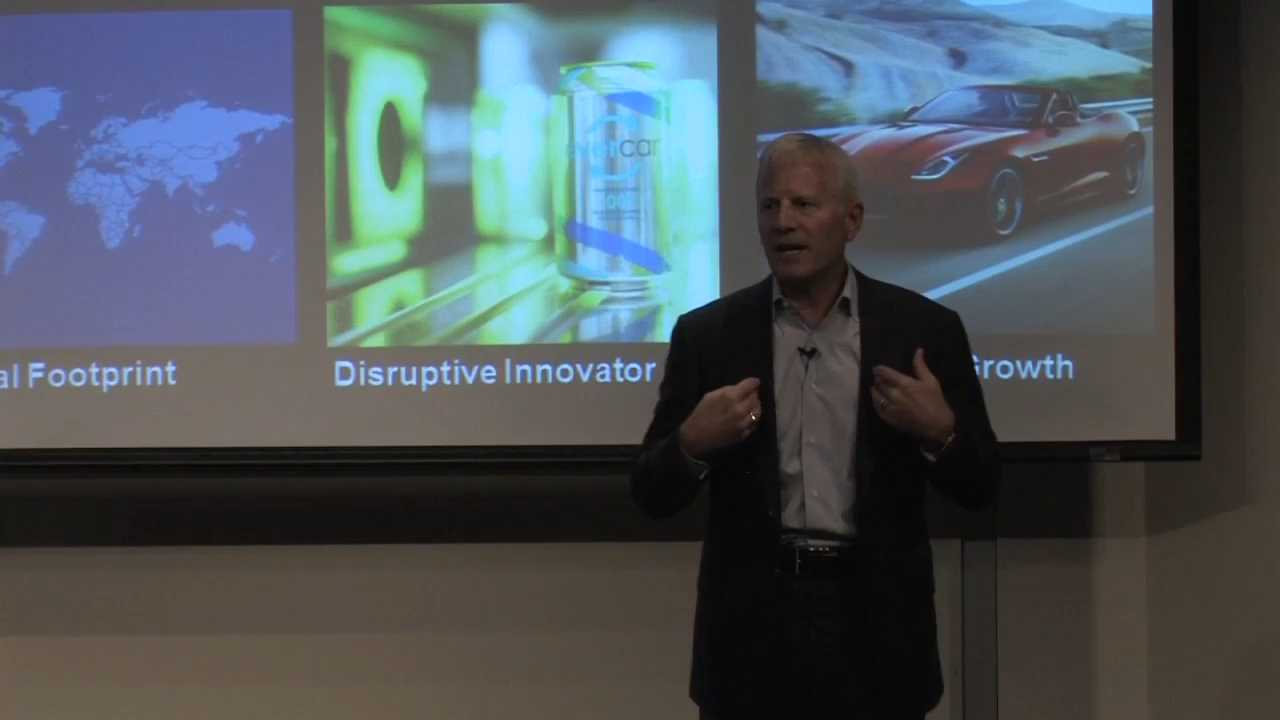 al Footprint
Disruptive Innovator
Growth
evercan